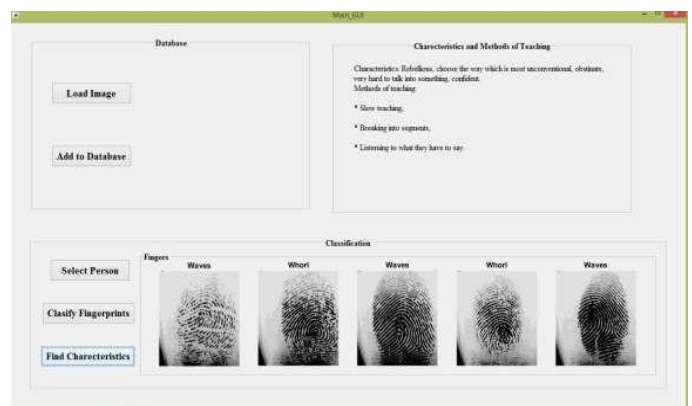 Main_GUI
Database
Load Image
Add to Database
Charecteristics and Methods of Teaching
Characteristics: Rebellious, choose the way which is most unconventional, obstinate,
very hard to talk into something, confident.
Methods of teaching:
* Slow teaching,
* Breaking into segments,
* Listening to what they have to say.
Classification
Select Person
Clasify Fingerprints
Find Charecteristics
Fingers
Waves Whorl Waves Whorl Waves